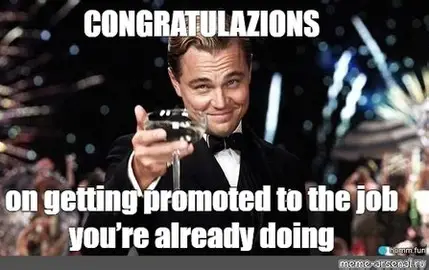 CONGRATULAZIONS
on getting promoted to the job
you're already doing
meme-arsenal.ru